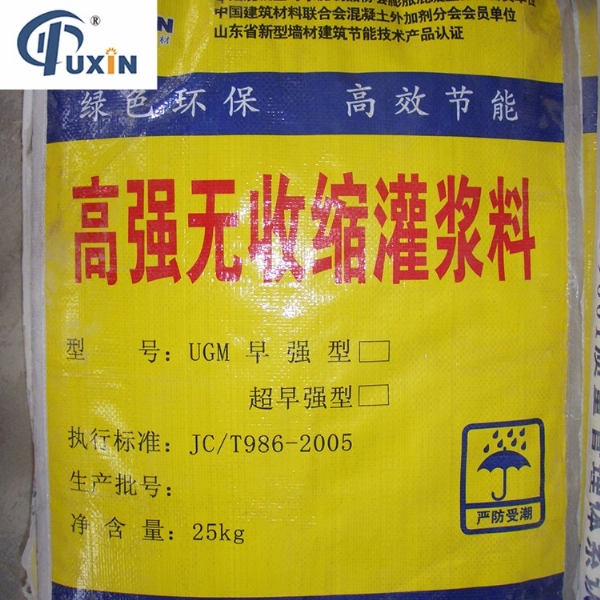 FUXIN®
中国建筑材料联合会混凝土外加剂分会会员单位
山东省新型墙材建筑节能技术产品认证
绿色环保 高效节能
高强无收缩灌浆料
型 号：UGM 早强型
超早强型
执行标准：JC/T986-2005
生产批号：
净含量：25kg
严防受潮